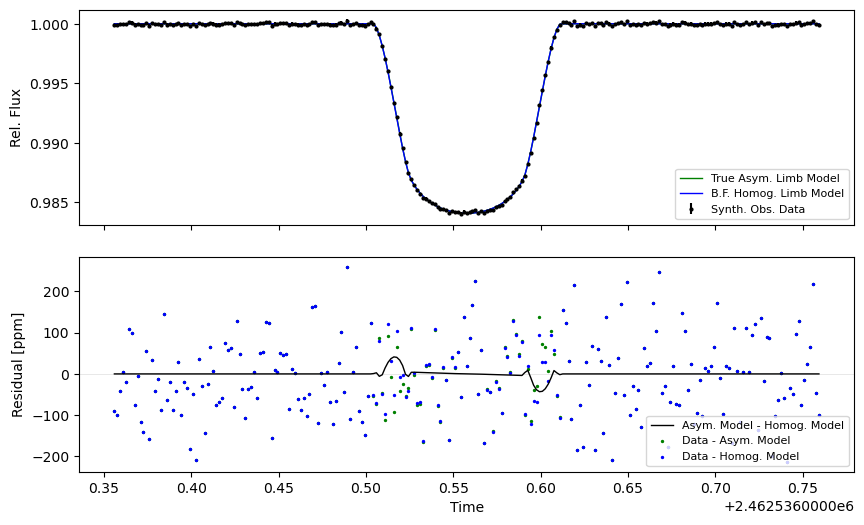 1.000
0.995
0.990
0.985
Rel. Flux
True Asym. Limb Model
B.F. Homog. Limb Model
Synth. Obs. Data
200
100
0
−100
−200
Residual [ppm]
Asym. Model - Homog. Model
Data - Asym. Model
Data - Homog. Model
0.35 0.40 0.45 0.50 0.55 0.60 0.65 0.70 0.75
Time
+2.4625360000e6